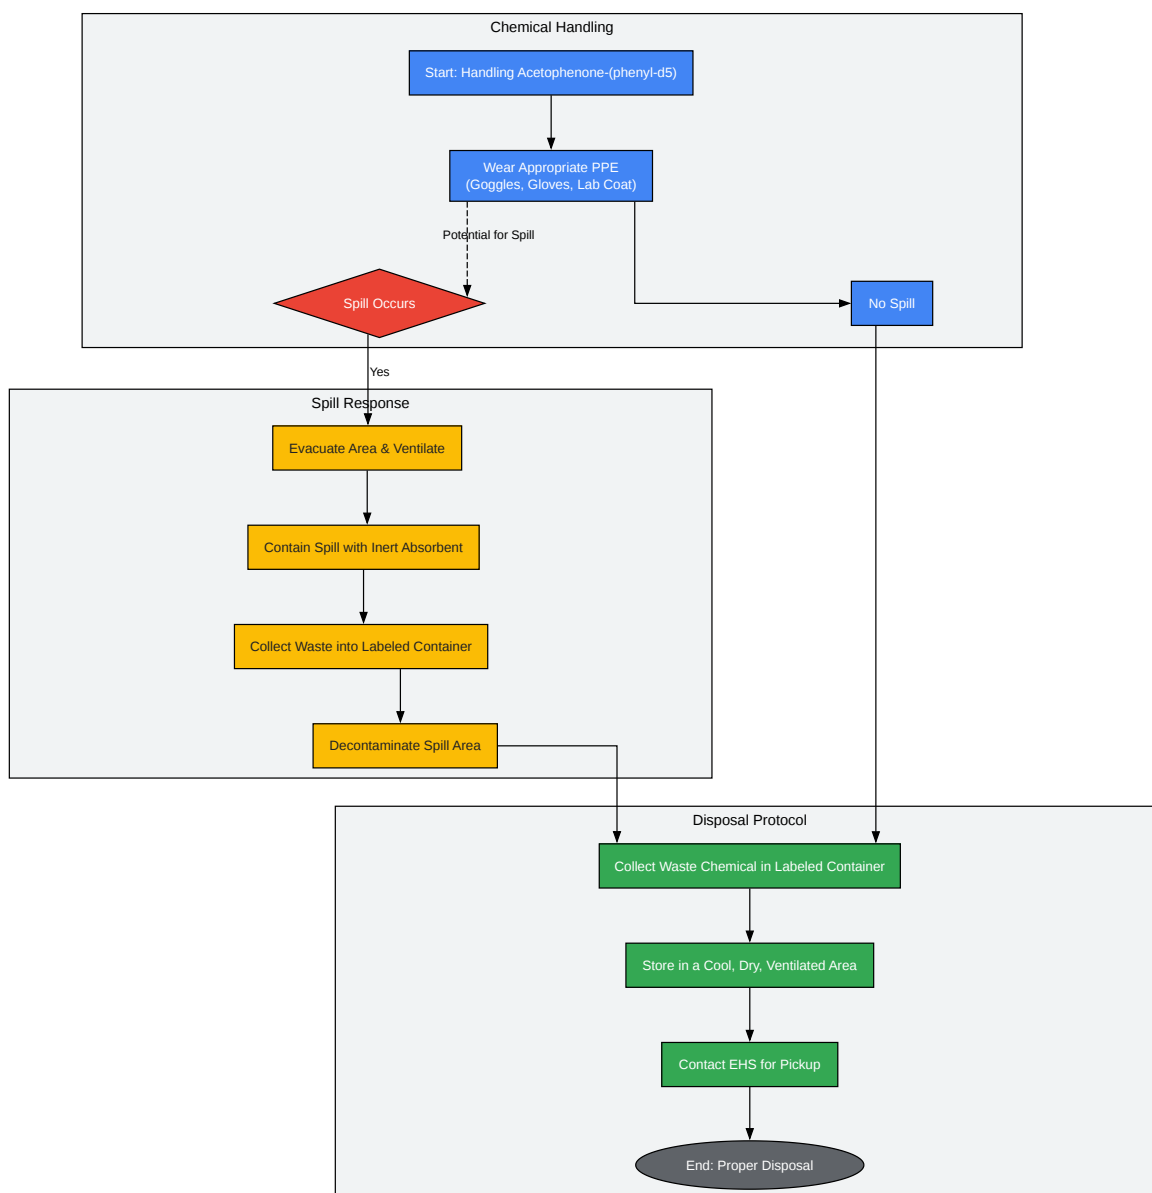 Chemical Handling
Start: Handling Acetophenone-(phenyl-d5)
Wear Appropriate PPE
(Goggles, Gloves, Lab Coat)
Potential for Spill
Spill Occurs
No Spill
Yes
Spill Response
Evacuate Area & Ventilate
Contain Spill with Inert Absorbent
Collect Waste into Labeled Container
Decontaminate Spill Area
Disposal Protocol
Collect Waste Chemical in Labeled Container
Store in a Cool, Dry, Ventilated Area
Contact EHS for Pickup
End: Proper Disposal